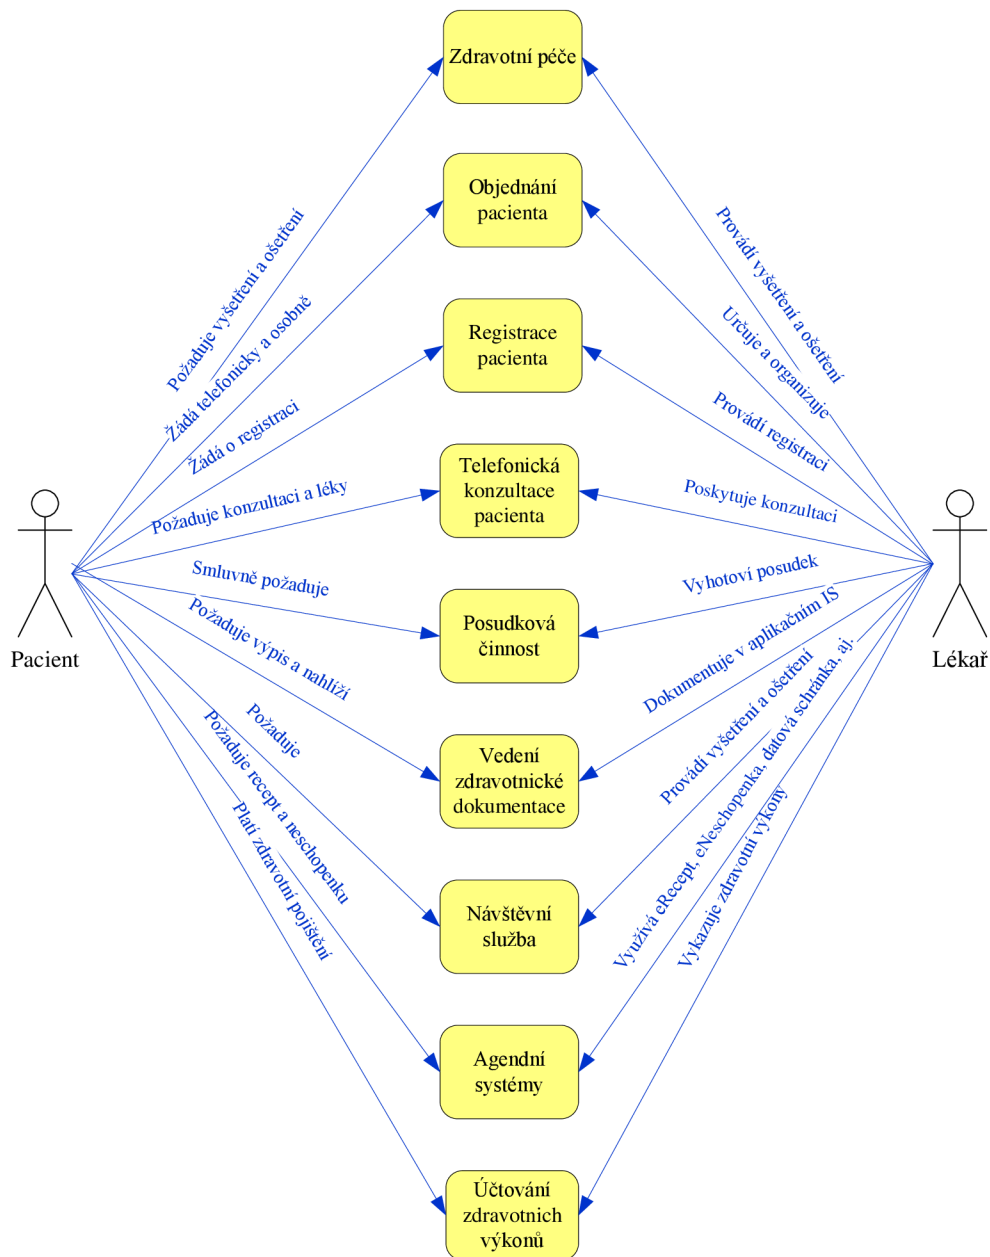 Zdravotní péče
Objednání
pacienta
Registrace
pacienta
Telefonická
konzultace
pacienta
Posudková
činnost
Vedení
zdravotnické
dokumentace
Návštěvní
služba
Agendní
systémy
Účtování
zdravotnich
výkonů
Pacient
Lékař
Požaduje vyšetření a ošetření
Žádá telefonicky a osobně
Žádá o registraci
Požaduje konzultaci a léky
Smluvně požaduje
Požaduje výpis a nahlíží
Požaduje
Požaduje recept a neschopenku
Platí zdravotní pojištění
Provádí vyšetření a ošetření
Určuje a organizuje
Provádí registraci
Poskytuje konzultaci
Vyhotoví posudek
Dokumentuje v aplikačním IS
Provádí vyšetření a ošetření
Využívá eRecept, eNeschopenka, datová schránka, aj.
Vykazuje zdravotní výkony